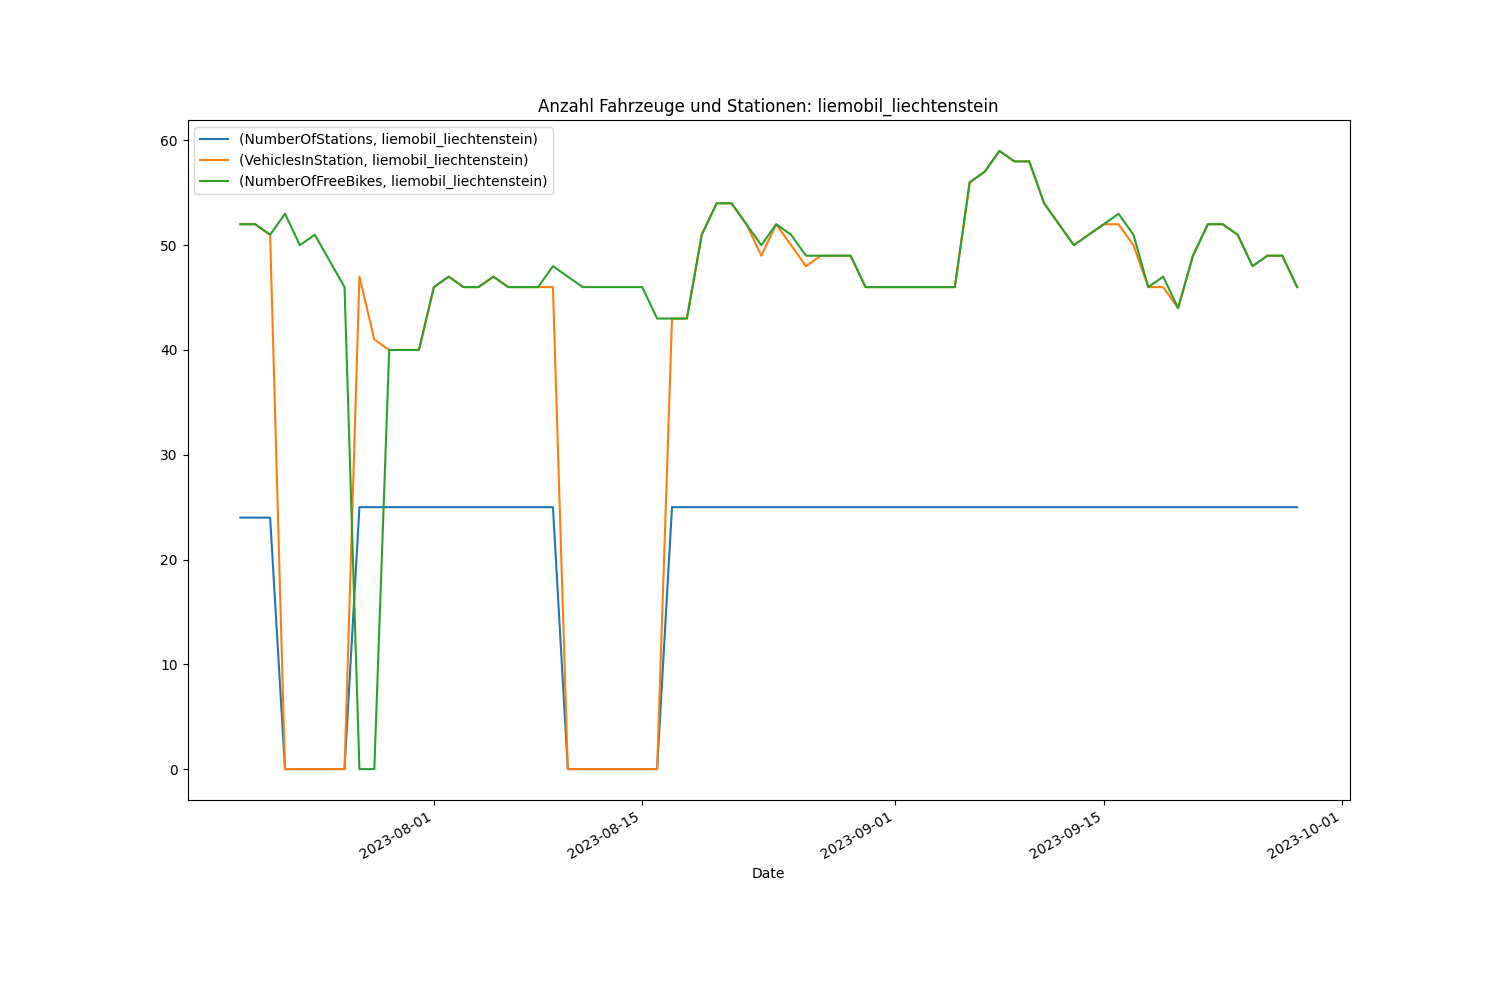 Anzahl Fahrzeuge und Stationen: liemobil_liechtenstein
(NumberOfStations, liemobil_liechtenstein)
(VehiclesInStation, liemobil_liechtenstein)
(NumberOfFreeBikes, liemobil_liechtenstein)
60
50
40
30
20
10
0
2023-08-01
2023-08-15
2023-09-01
2023-09-15
2023-10-01
Date